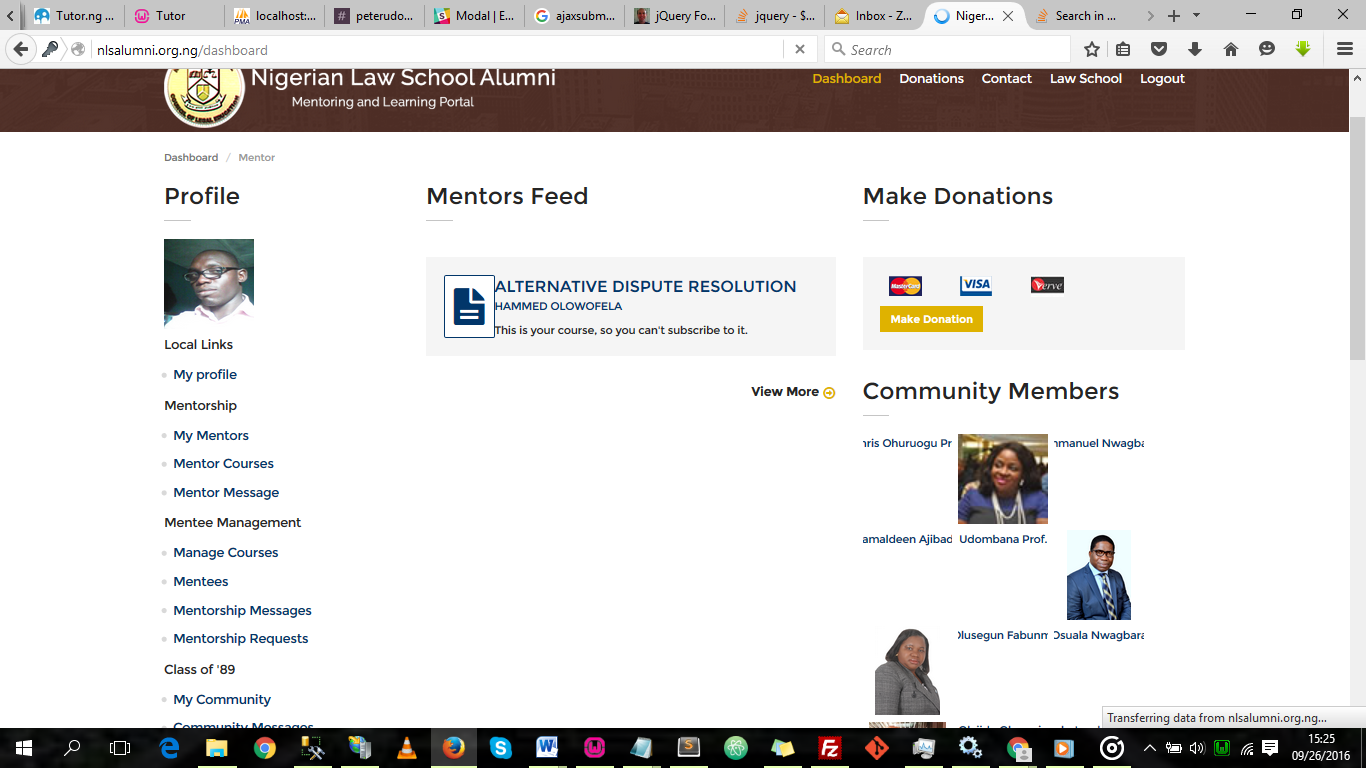 Tutor.ng ...
Tutor
localhost:...
peterudo...
Modal | E...
ajaxsubm...
jQuery Fo...
jquery - $...
Inbox - Z...
Niger...
Search in ...
nlsalumni.org.ng/dashboard
Search
Nigerian Law School Alumni
Mentoring and Learning Portal
Dashboard
Donations
Contact
Law School
Logout
Dashboard / Mentor
Profile
Local Links
My profile
Mentorship
My Mentors
Mentor Courses
Mentor Message
Mentee Management
Manage Courses
Mentees
Mentorship Messages
Mentorship Requests
Class of '89
My Community
Community Messages
Mentors Feed
ALTERNATIVE DISPUTE RESOLUTION
HAMMED OLOWOFELA
This is your course, so you can't subscribe to it.
View More
Make Donations
MasterCard
VISA
Verve
Make Donation
Community Members
hris Ohuruogu Pr
nmanuel Nwagba
amaldeen Ajibad
Udombana Prof.
Olusegun Fabunm
Osuala Nwagbara
Transferring data from nlsalumni.org.ng...
15:25
09/26/2016